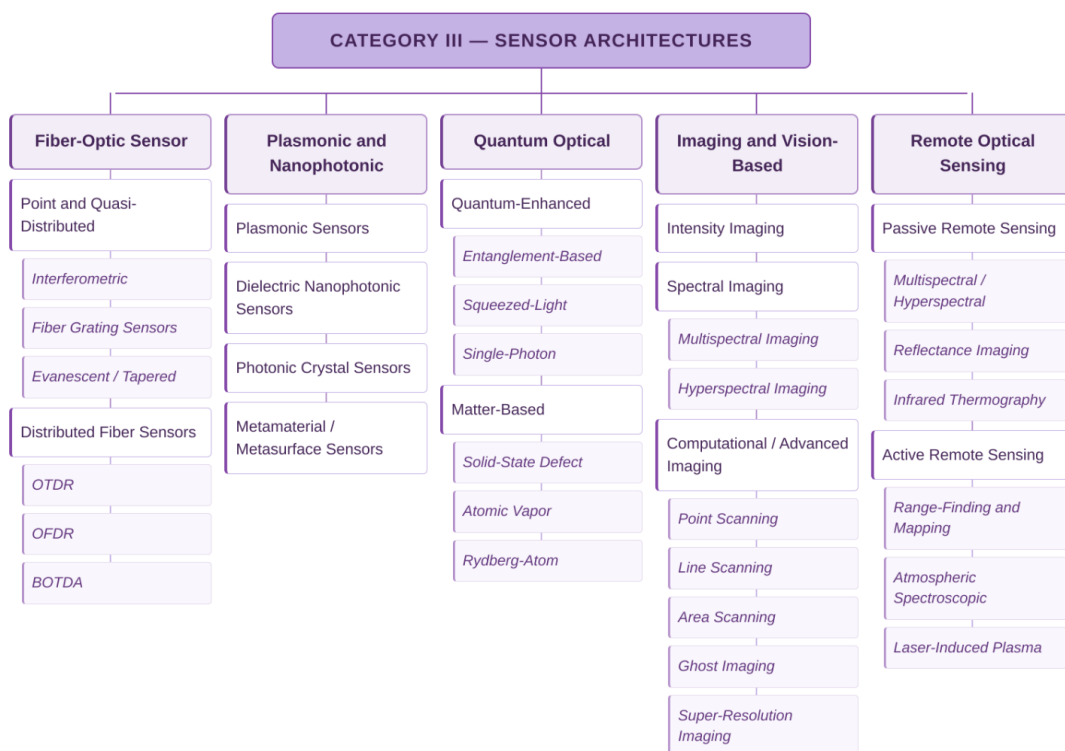 CATEGORY III — SENSOR ARCHITECTURES
Fiber-Optic Sensor
Point and Quasi-
Distributed
Interferometric
Fiber Grating Sensors
Evanescent / Tapered
Distributed Fiber Sensors
OTDR
OFDR
BOTDA
Plasmonic and
Nanophotonic
Plasmonic Sensors
Dielectric Nanophotonic
Sensors
Photonic Crystal Sensors
Metamaterial /
Metasurface Sensors
Quantum Optical
Quantum-Enhanced
Entanglement-Based
Squeezed-Light
Single-Photon
Matter-Based
Solid-State Defect
Atomic Vapor
Rydberg-Atom
Imaging and Vision-
Based
Intensity Imaging
Spectral Imaging
Multispectral Imaging
Hyperspectral Imaging
Computational / Advanced
Imaging
Point Scanning
Line Scanning
Area Scanning
Ghost Imaging
Super-Resolution
Imaging
Remote Optical
Sensing
Passive Remote Sensing
Multispectral /
Hyperspectral
Reflectance Imaging
Infrared Thermography
Active Remote Sensing
Range-Finding and
Mapping
Atmospheric
Spectroscopic
Laser-Induced Plasma